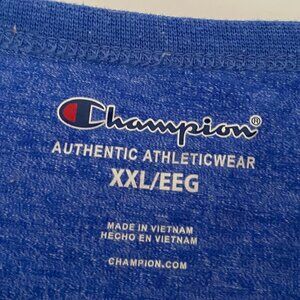 Champion®
AUTHENTIC ATHLETICWEAR
XXL/EEG
MADE IN VIETNAM
HECHO EN VIETNAM
CHAMPION.COM